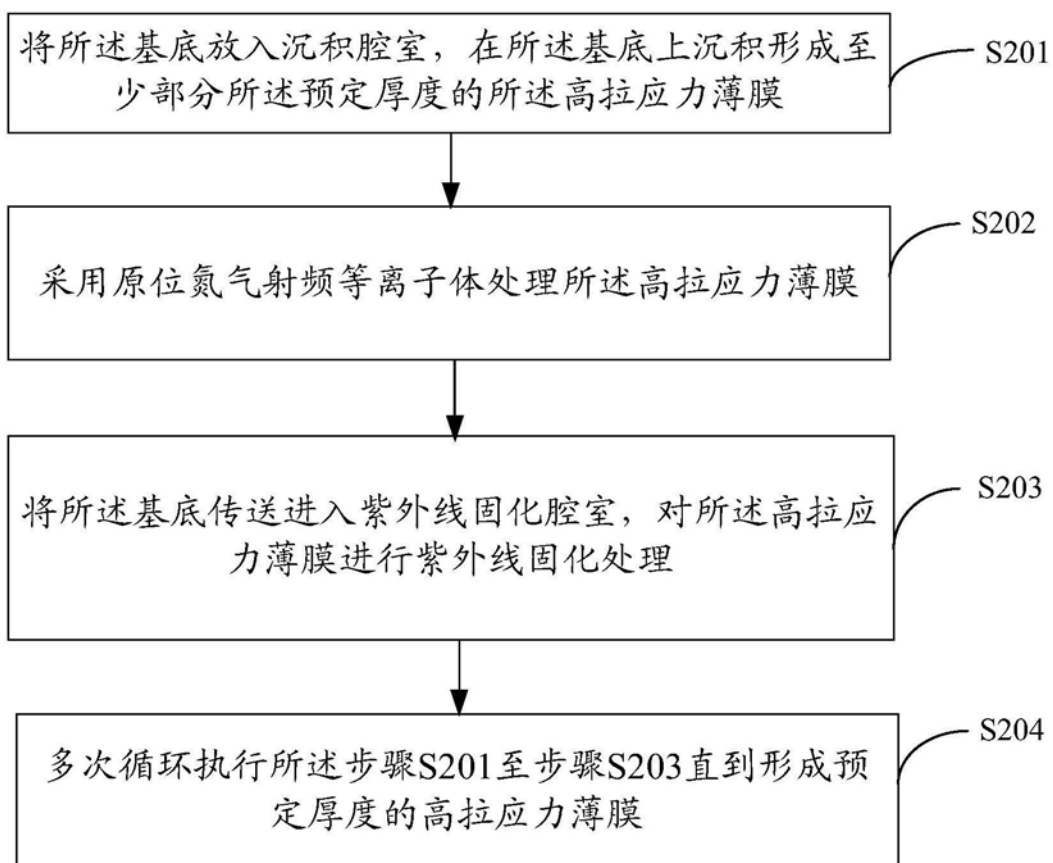 将所述基底放入沉积腔室，在所述基底上沉积形成至
少部分所述预定厚度的所述高拉应力薄膜
S201
采用原位氮气射频等离子体处理所述高拉应力薄膜
S202
将所述基底传送进入紫外线固化腔室，对所述高拉应
力薄膜进行紫外线固化处理
S203
多次循环执行所述步骤S201至步骤S203直到形成预
定厚度的高拉应力薄膜
S204